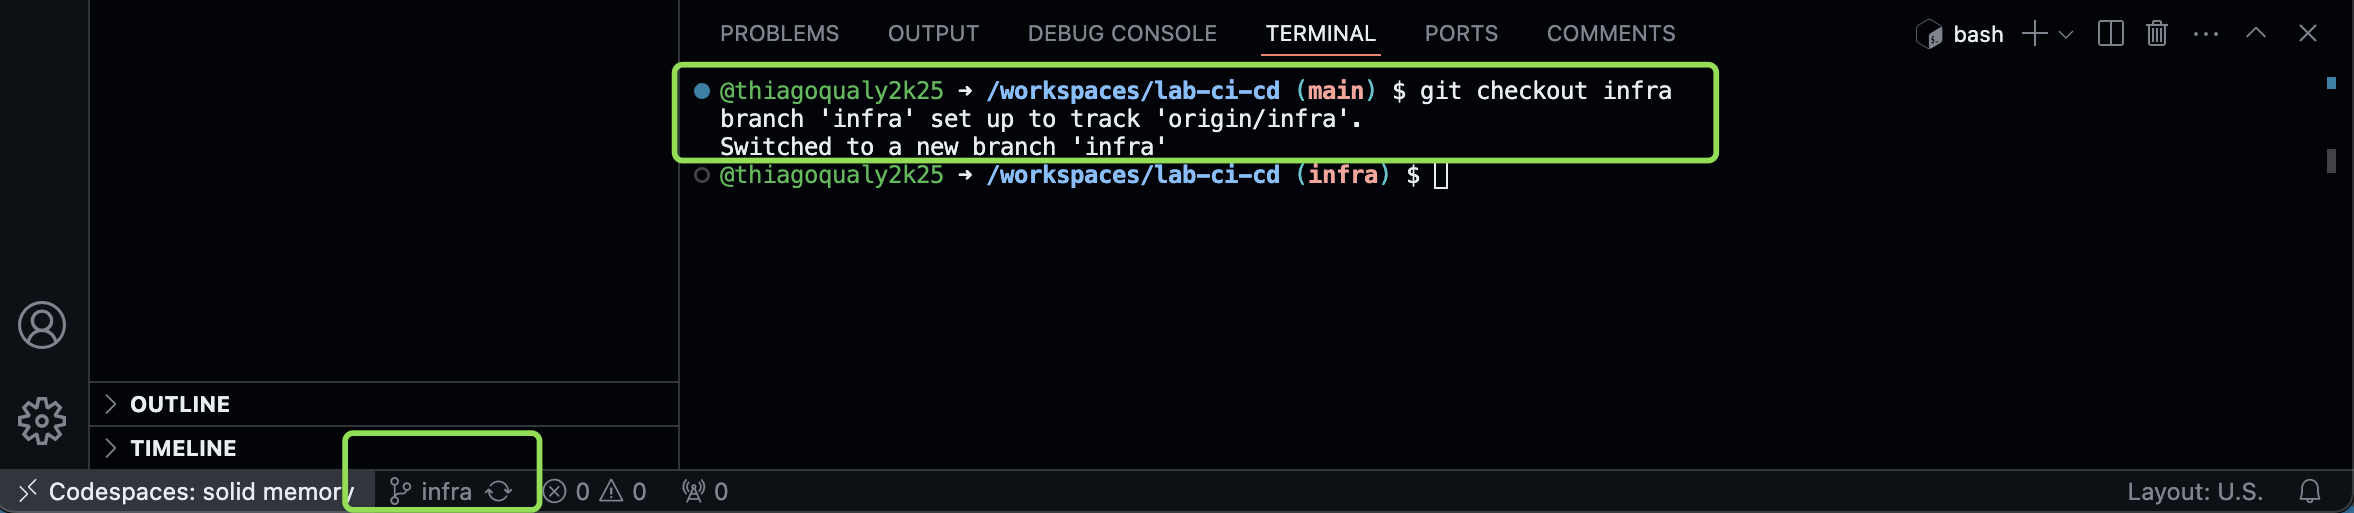 PROBLEMS OUTPUT DEBUG CONSOLE TERMINAL PORTS COMMENTS bash
@thiagoqualy2k25 ➜ /workspaces/lab-ci-cd (main) $ git checkout infra
branch 'infra' set up to track 'origin/infra'.
Switched to a new branch 'infra'
@thiagoqualy2k25 ➜ /workspaces/lab-ci-cd (infra) $
OUTLINE
TIMELINE
Codespaces: solid memory infra 0 0 0 Layout: U.S.